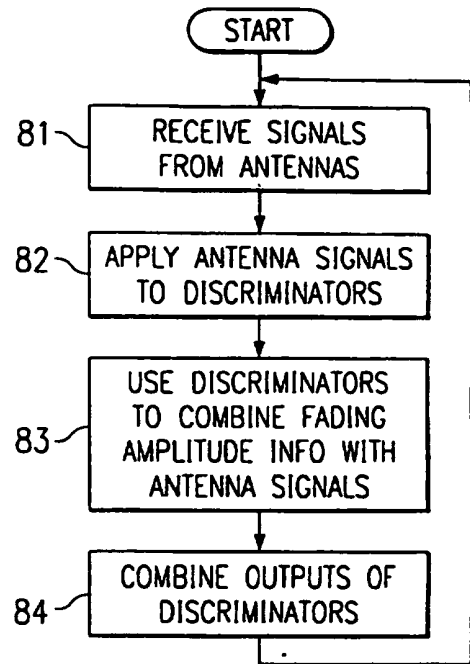 START
81
RECEIVE SIGNALS
FROM ANTENNAS
82
APPLY ANTENNA SIGNALS
TO DISCRIMINATORS
83
USE DISCRIMINATORS
TO COMBINE FADING
AMPLITUDE INFO WITH
ANTENNA SIGNALS
84
COMBINE OUTPUTS OF
DISCRIMINATORS